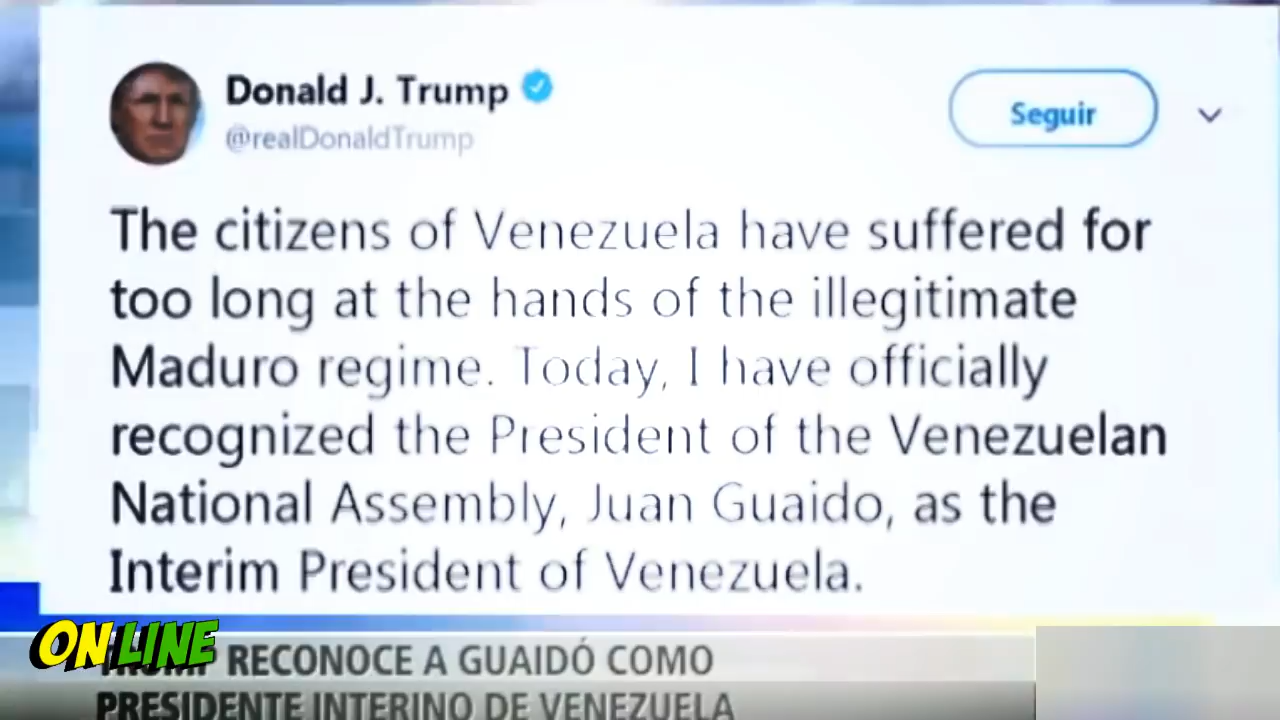 Donald J. Trump
@realDonaldTrump
Seguir
The citizens of Venezuela have suffered for
too long at the hands of the illegitimate
Maduro regime. Today, I have officially
recognized the President of the Venezuelan
National Assembly, Juan Guaido, as the
Interim President of Venezuela.
ON LINE
TRUMP RECONOCE A GUAIDÓ COMO
PRESIDENTE INTERINO DE VENEZUELA